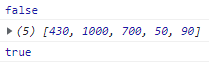 false
(5) [430, 1000, 700, 50, 90]
true